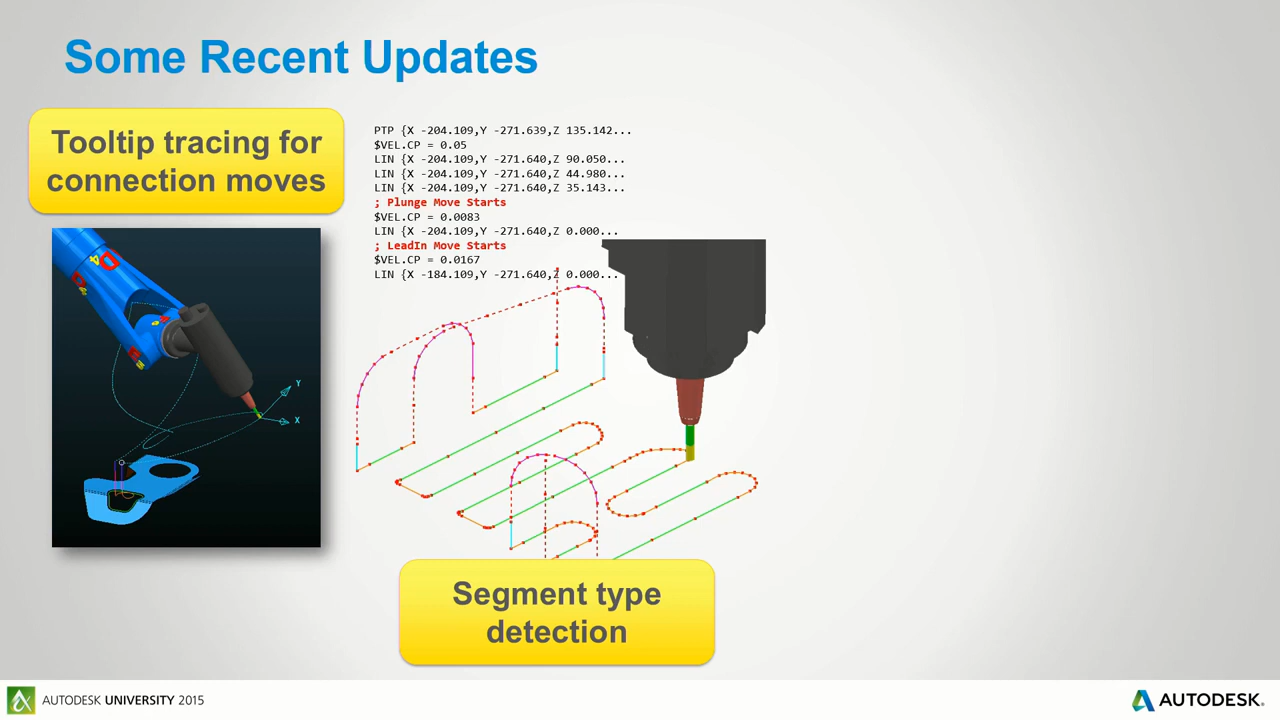 Some Recent Updates
Tooltip tracing for
connection moves
PTP {X -204.109,Y -271.639,Z 135.142...
$VEL.CP = 0.05
LIN {X -204.109,Y -271.640,Z 90.050...
LIN {X -204.109,Y -271.640,Z 44.980...
LIN {X -204.109,Y -271.640,Z 35.143...
; Plunge Move Starts
$VEL.CP = 0.0083
LIN {X -204.109,Y -271.640,Z 0.000...
; LeadIn Move Starts
$VEL.CP = 0.0167
LIN {X -184.109,Y -271.640,Z 0.000...
Y
X
Segment type
detection
AUTODESK UNIVERSITY 2015
AUTODESK.